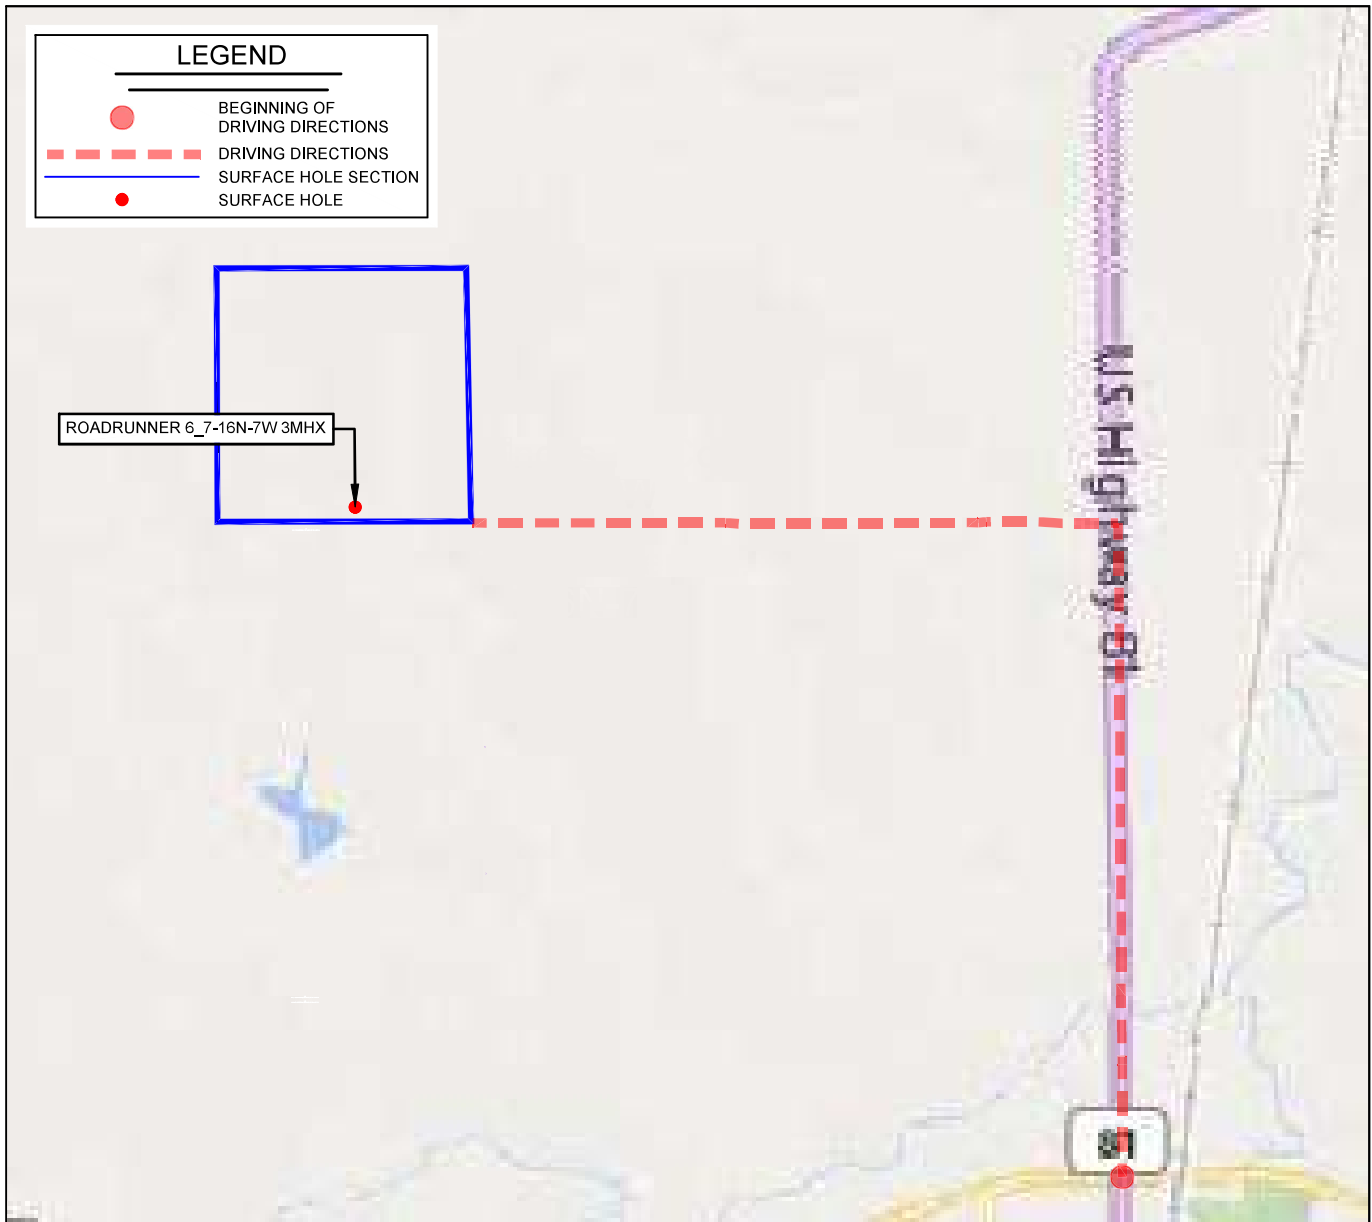 LEGEND
BEGINNING OF
DRIVING DIRECTIONS
DRIVING DIRECTIONS
SURFACE HOLE SECTION
SURFACE HOLE
ROADRUNNER 6_7-16N-7W 3MHX
US Highway 81
81